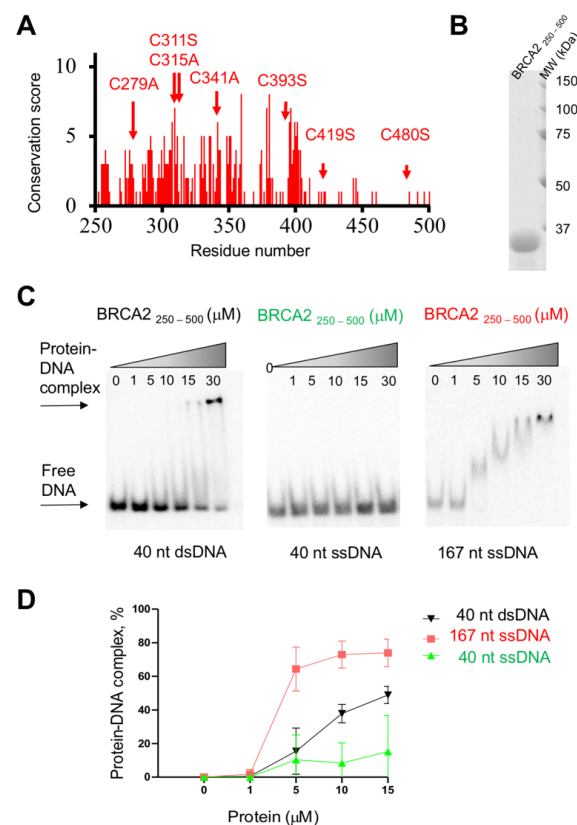 A
C311S
C315A
C279A
C341A
C393S
C419S
C480S
10
5
0
Conservation score
250 300 350 400 450 500
Residue number
B
BRCA2 250–500
MW (kDa)
150
100
75
50
37
C
BRCA2 250 – 500 (μM)
BRCA2 250 – 500 (μM)
BRCA2 250 – 500 (μM)
Protein-
DNA
complex
0 1 5 10 15 30
0
1 5 10 15 30
0 1 5 10 15 30
Free
DNA
40 nt dsDNA
40 nt ssDNA
167 nt ssDNA
D
Protein-DNA complex, %
100
80
60
40
20
0
0 1 5 10 15
Protein (μM)
40 nt dsDNA
167 nt ssDNA
40 nt ssDNA